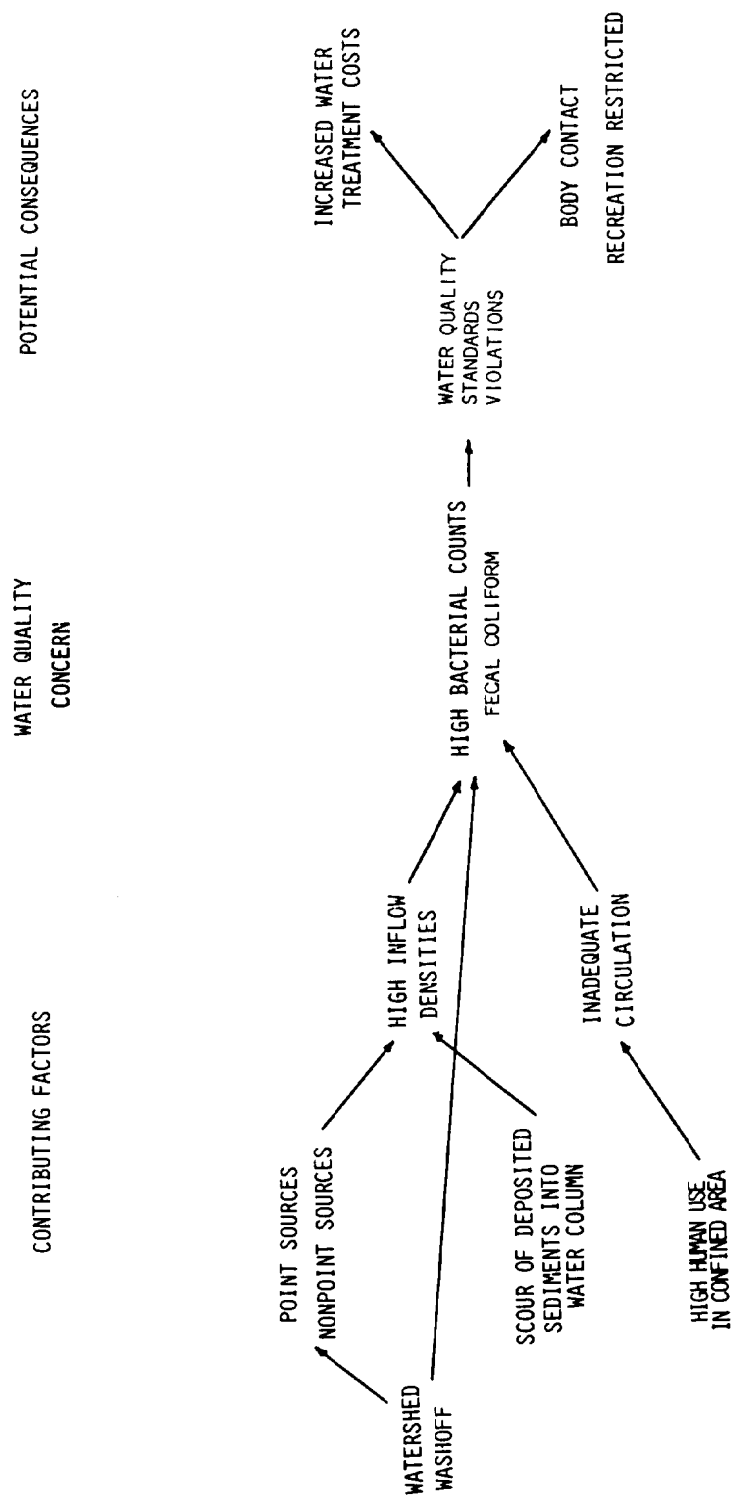 CONTRIBUTING FACTORS
WATER QUALITY
CONCERN
POTENTIAL CONSEQUENCES
WATERSHED
WASHOFF
POINT SOURCES
NONPOINT SOURCES
SCOUR OF DEPOSITED
SEDIMENTS INTO
WATER COLUMN
HIGH HUMAN USE
IN CONFINED AREA
HIGH INFLOW
DENSITIES
INADEQUATE
CIRCULATION
HIGH BACTERIAL COUNTS
FECAL COLIFORM
WATER QUALITY
STANDARDS
VIOLATIONS
INCREASED WATER
TREATMENT COSTS
BODY CONTACT
RECREATION RESTRICTED